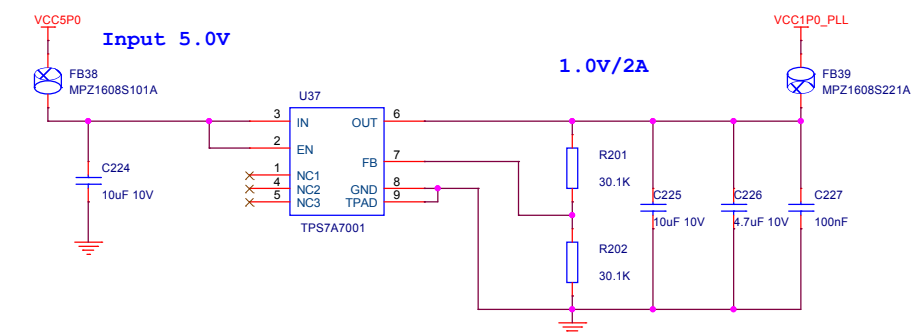 VCC5P0
Input 5.0V
VCC1P0_PLL
1.0V/2A
FB38
MPZ1608S101A
FB39
MPZ1608S221A
U37
3 IN OUT 6
2 EN
FB 7
1 NC1
4 NC2
5 NC3
GND 8
TPAD 9
TPS7A7001
C224
10uF 10V
R201
30.1K
C225
10uF 10V
C226
4.7uF 10V
C227
100nF
R202
30.1K